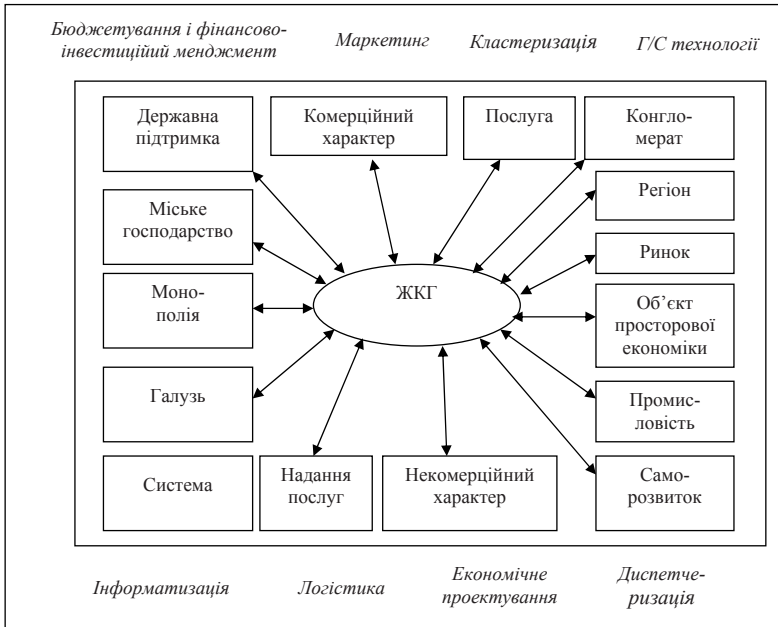 Бюджетування і фінансово-
інвестиційий менджмент
Маркетинг
Кластеризація
Г/С технології
Державна
підтримка
Комерційний
характер
Послуга
Конгло-
мерат
Міське
господарство
Регіон
Ринок
Моно-
полія
ЖКГ
Об’єкт
просторової
економіки
Галузь
Промис-
ловість
Система
Надання
послуг
Некомерційний
характер
Само-
розвиток
Інформатизація
Логістика
Економічне
проектування
Диспетче-
ризація